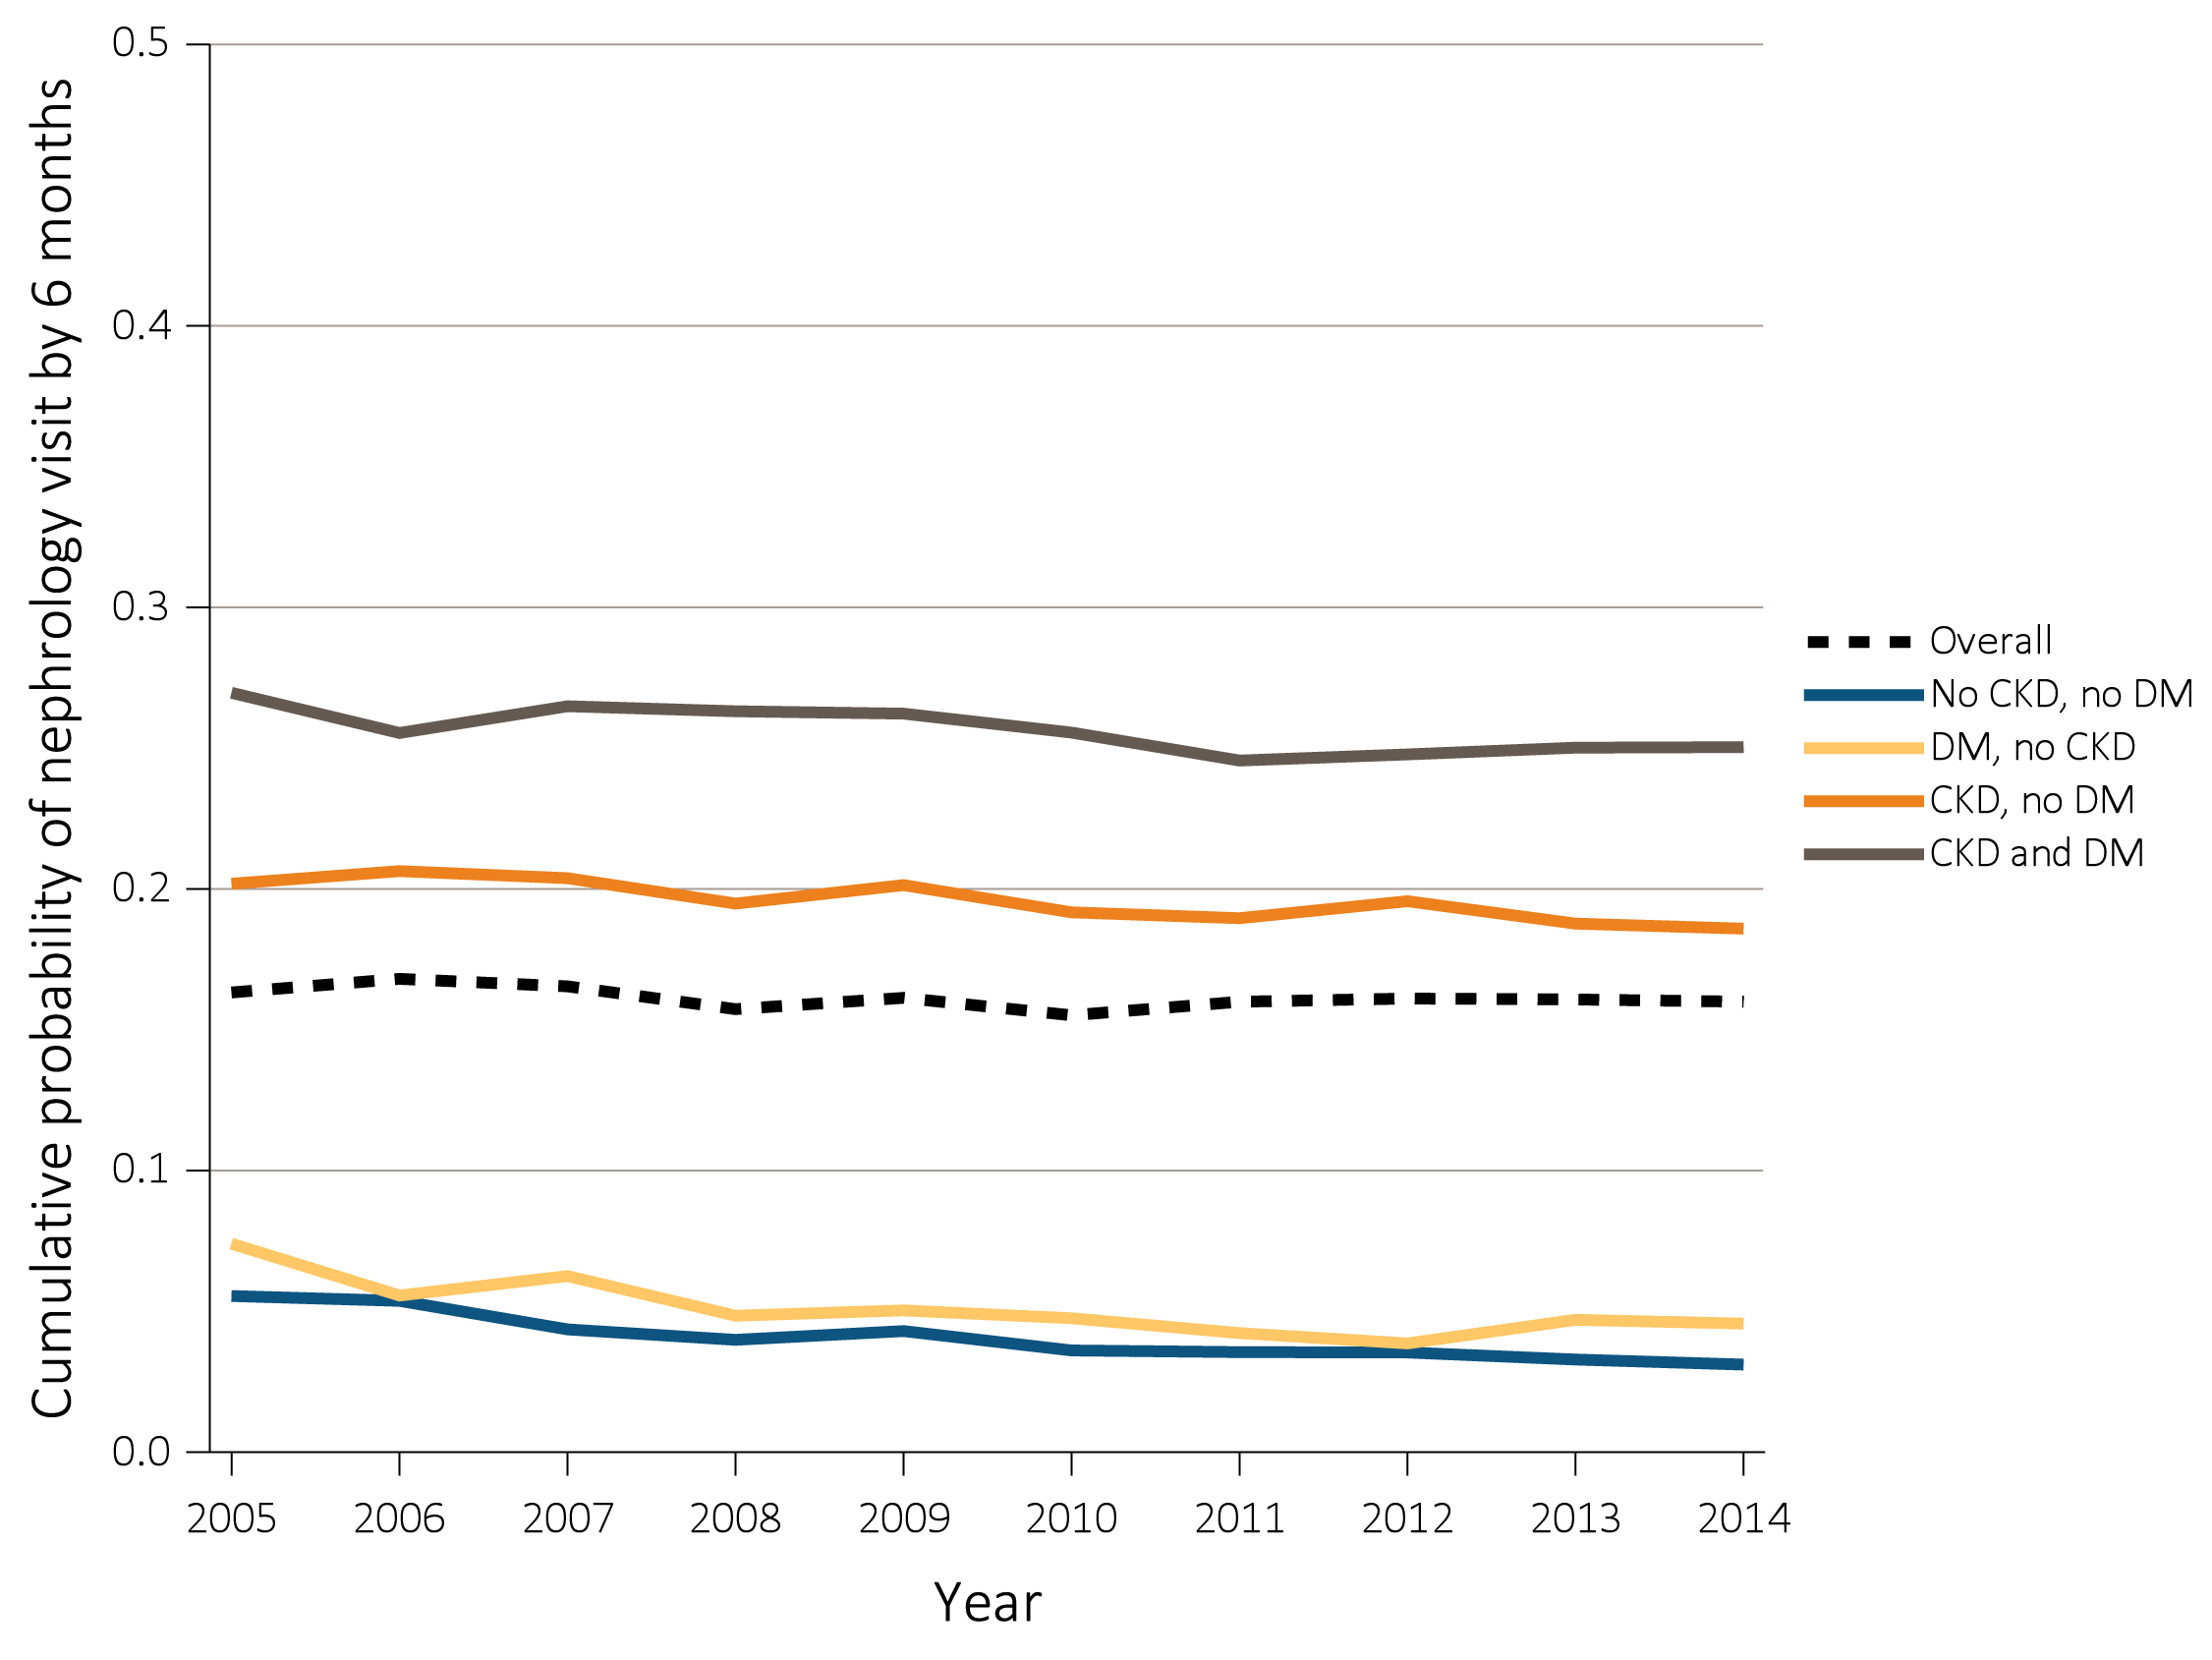 Cumulative probability of nephrology visit by 6 months
0.5
0.4
0.3
0.2
0.1
0.0
2005 2006 2007 2008 2009 2010 2011 2012 2013 2014
Year
Overall
No CKD, no DM
DM, no CKD
CKD, no DM
CKD and DM